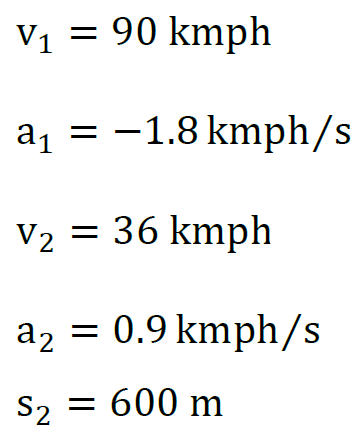 v₁ = 90 kmph
a₁ = −1.8 kmph/s
v₂ = 36 kmph
a₂ = 0.9 kmph/s
s₂ = 600 m